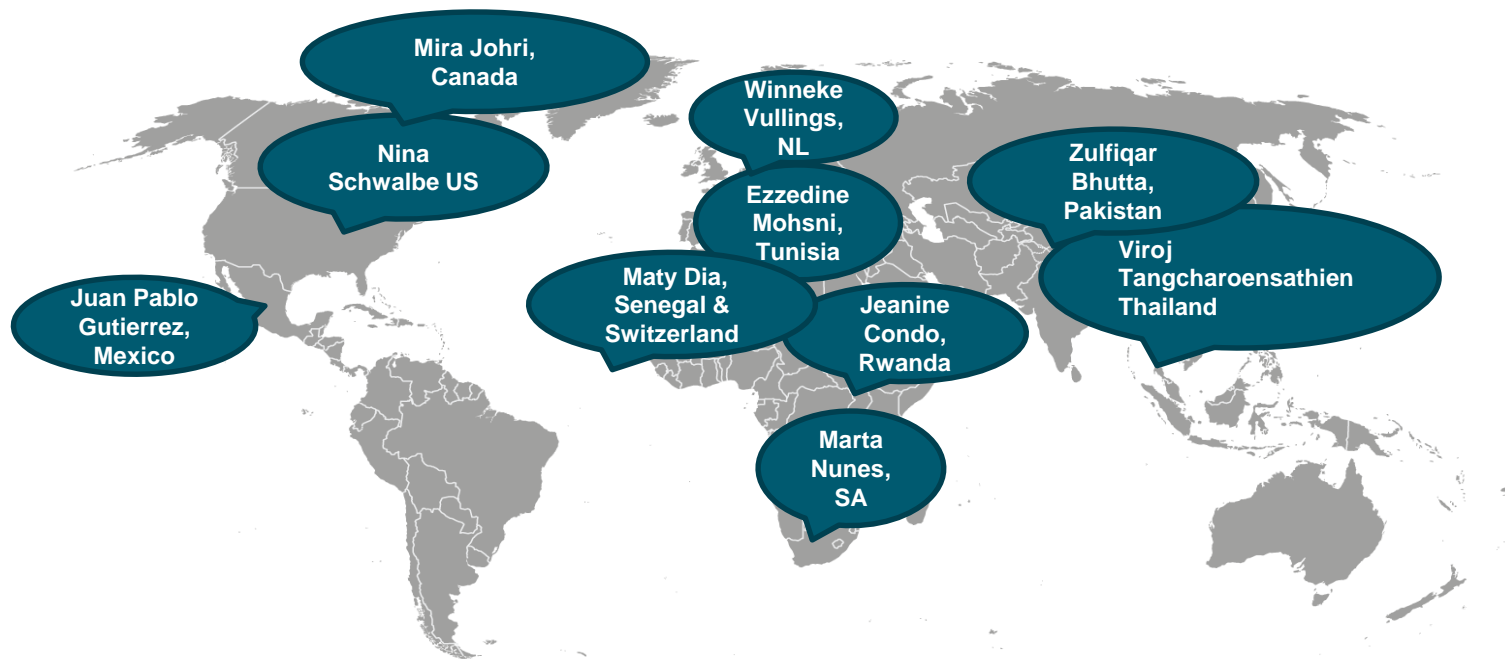 Mira Johri,
Canada
Nina
Schwalbe US
Juan Pablo
Gutierrez,
Mexico
Winneke
Vullings,
NL
Ezzedine
Mohsni,
Tunisia
Maty Dia,
Senegal &
Switzerland
Jeanine
Condo,
Rwanda
Marta
Nunes,
SA
Zulfiqar
Bhutta,
Pakistan
Viroj
Tangcharoensathien
Thailand